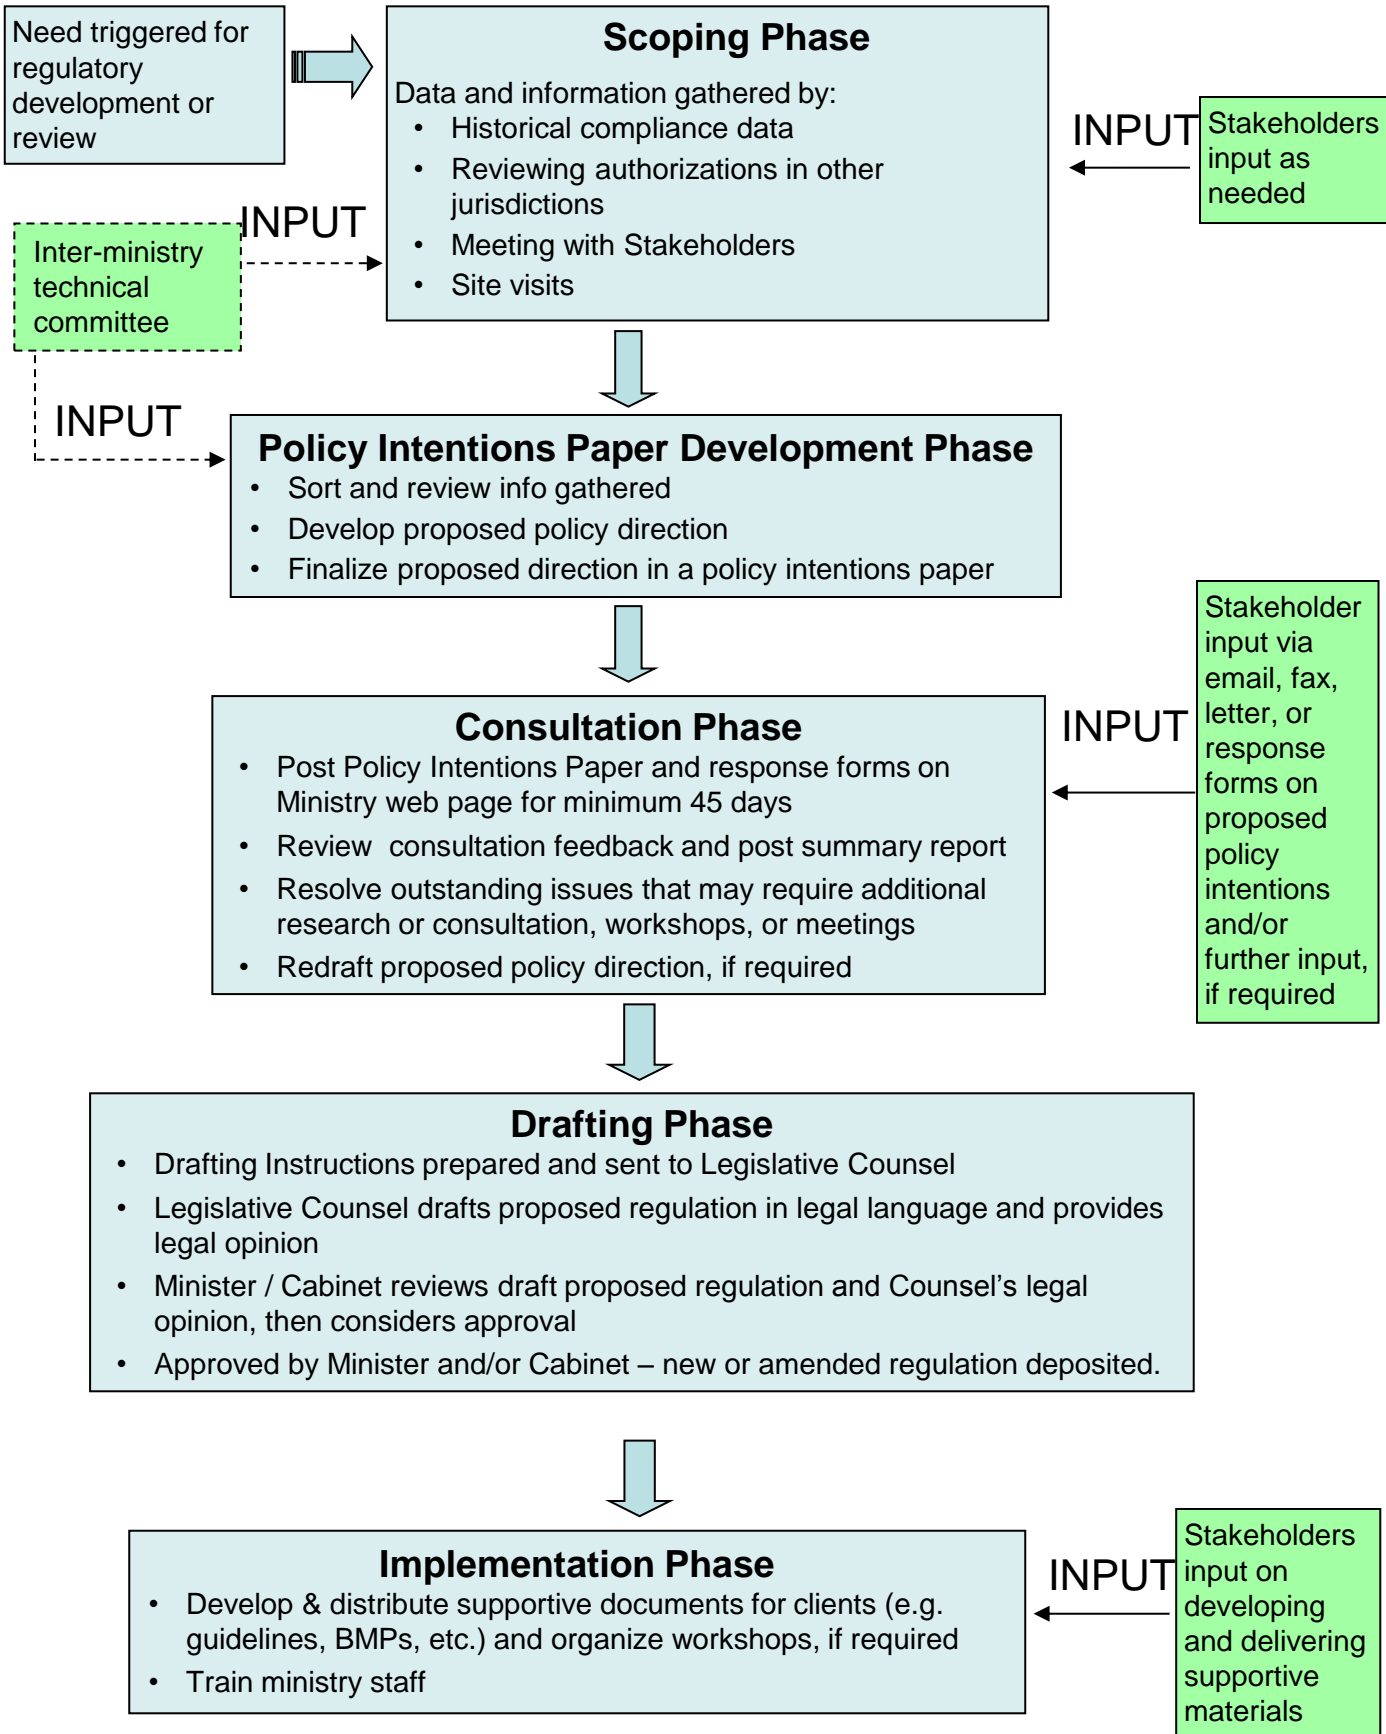 Need triggered for
regulatory
development or
review
Scoping Phase
Data and information gathered by:
• Historical compliance data
• Reviewing authorizations in other
jurisdictions
• Meeting with Stakeholders
• Site visits
INPUT
Stakeholders
input as
needed
INPUT
Inter-ministry
technical
committee
INPUT
Policy Intentions Paper Development Phase
• Sort and review info gathered
• Develop proposed policy direction
• Finalize proposed direction in a policy intentions paper
Consultation Phase
• Post Policy Intentions Paper and response forms on
Ministry web page for minimum 45 days
• Review  consultation feedback and post summary report
• Resolve outstanding issues that may require additional
research or consultation, workshops, or meetings
• Redraft proposed policy direction, if required
INPUT
Stakeholder
input via
email, fax,
letter, or
response
forms on
proposed
policy
intentions
and/or
further input,
if required
Drafting Phase
• Drafting Instructions prepared and sent to Legislative Counsel
• Legislative Counsel drafts proposed regulation in legal language and provides
legal opinion
• Minister / Cabinet reviews draft proposed regulation and Counsel’s legal
opinion, then considers approval
• Approved by Minister and/or Cabinet – new or amended regulation deposited.
Implementation Phase
• Develop & distribute supportive documents for clients (e.g.
guidelines, BMPs, etc.) and organize workshops, if required
• Train ministry staff
INPUT
Stakeholders
input on
developing
and delivering
supportive
materials